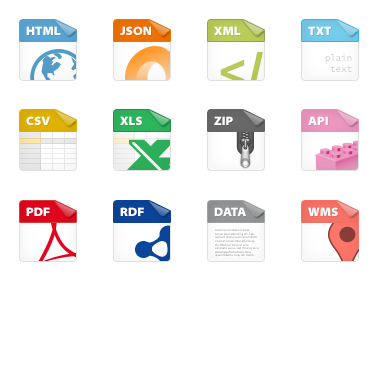 HTML
JSON
XML
TXT
plain
text
CSV
XLS
ZIP
API
PDF
RDF
DATA
WMS